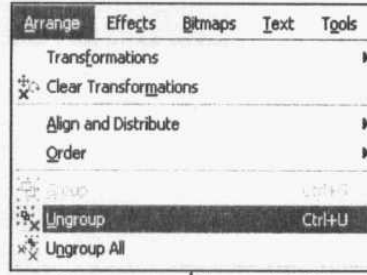 Arrange Effects Bitmaps Text Tools
Transformations
Clear Transformations
Align and Distribute
Order
Group Ctrl+G
Ungroup Ctrl+U
Ungroup All